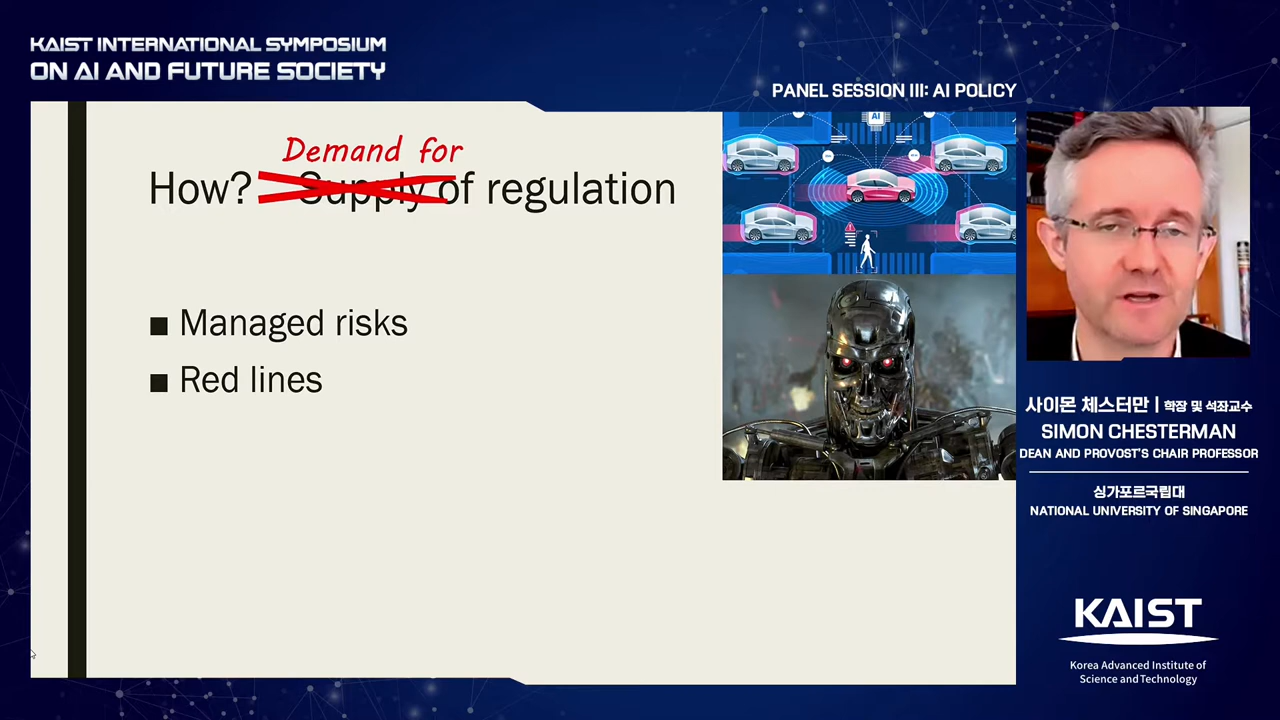 KAIST INTERNATIONAL SYMPOSIUM
ON AI AND FUTURE SOCIETY
PANEL SESSION III: AI POLICY
Demand for
How? Supply of regulation
■ Managed risks
■ Red lines
AI
사이몬 체스터만 | 학장 및 석좌교수
SIMON CHESTERMAN
DEAN AND PROVOST'S CHAIR PROFESSOR
싱가포르국립대
NATIONAL UNIVERSITY OF SINGAPORE
KAIST
Korea Advanced Institute of
Science and Technology